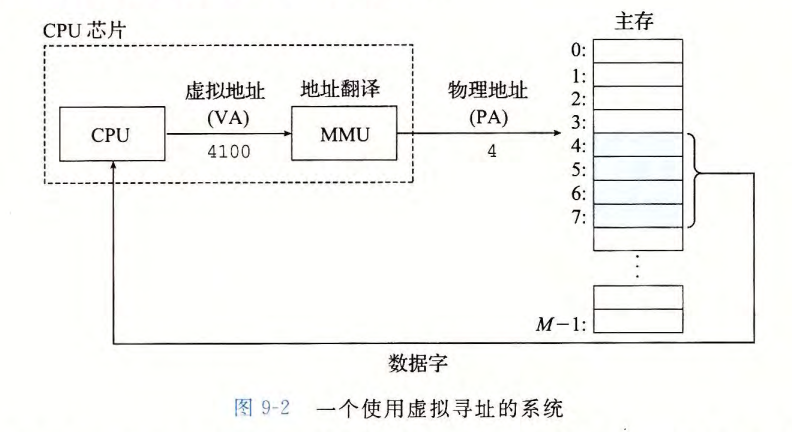 CPU 芯片
主存
虚拟地址
(VA)
4100
地址翻译
物理地址
(PA)
4
CPU
MMU
0:
1:
2:
3:
4:
5:
6:
7:
⋮
M−1:
数据字
图 9-2 一个使用虚拟寻址的系统